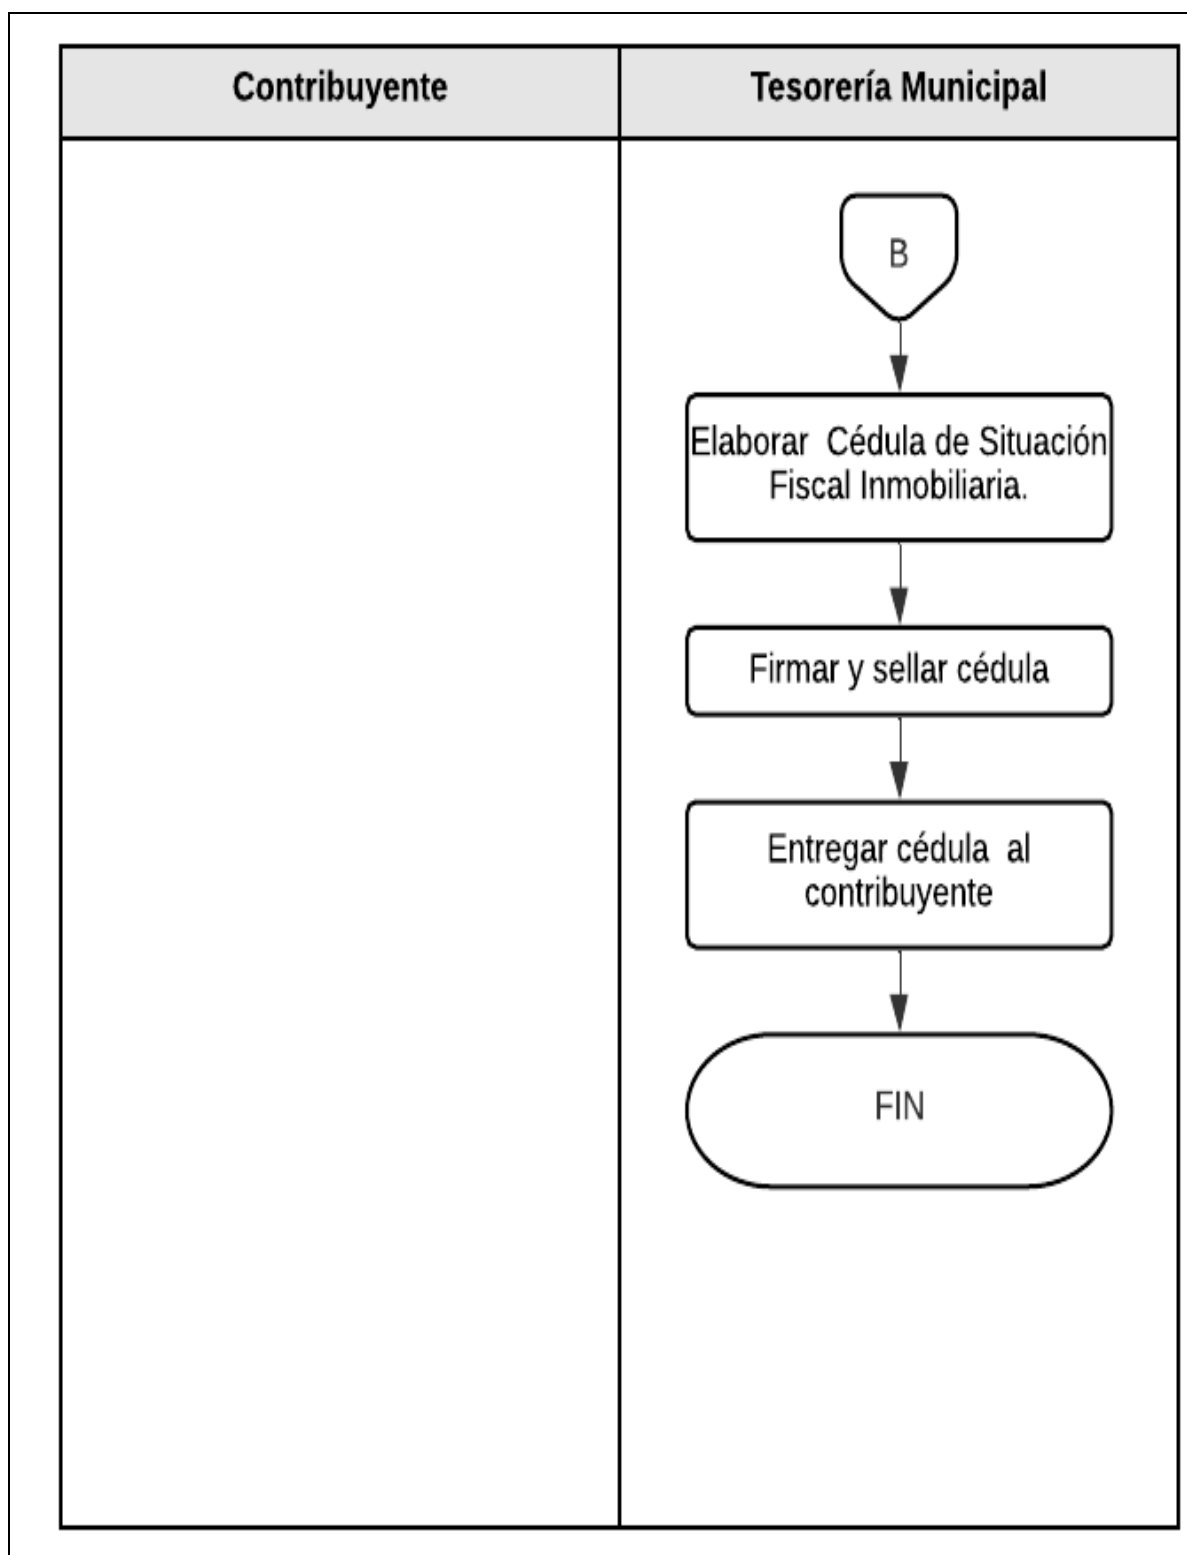 Contribuyente
Tesorería Municipal
B
Elaborar  Cédula de Situación
Fiscal Inmobiliaria.
Firmar y sellar cédula
Entregar cédula  al
contribuyente
FIN